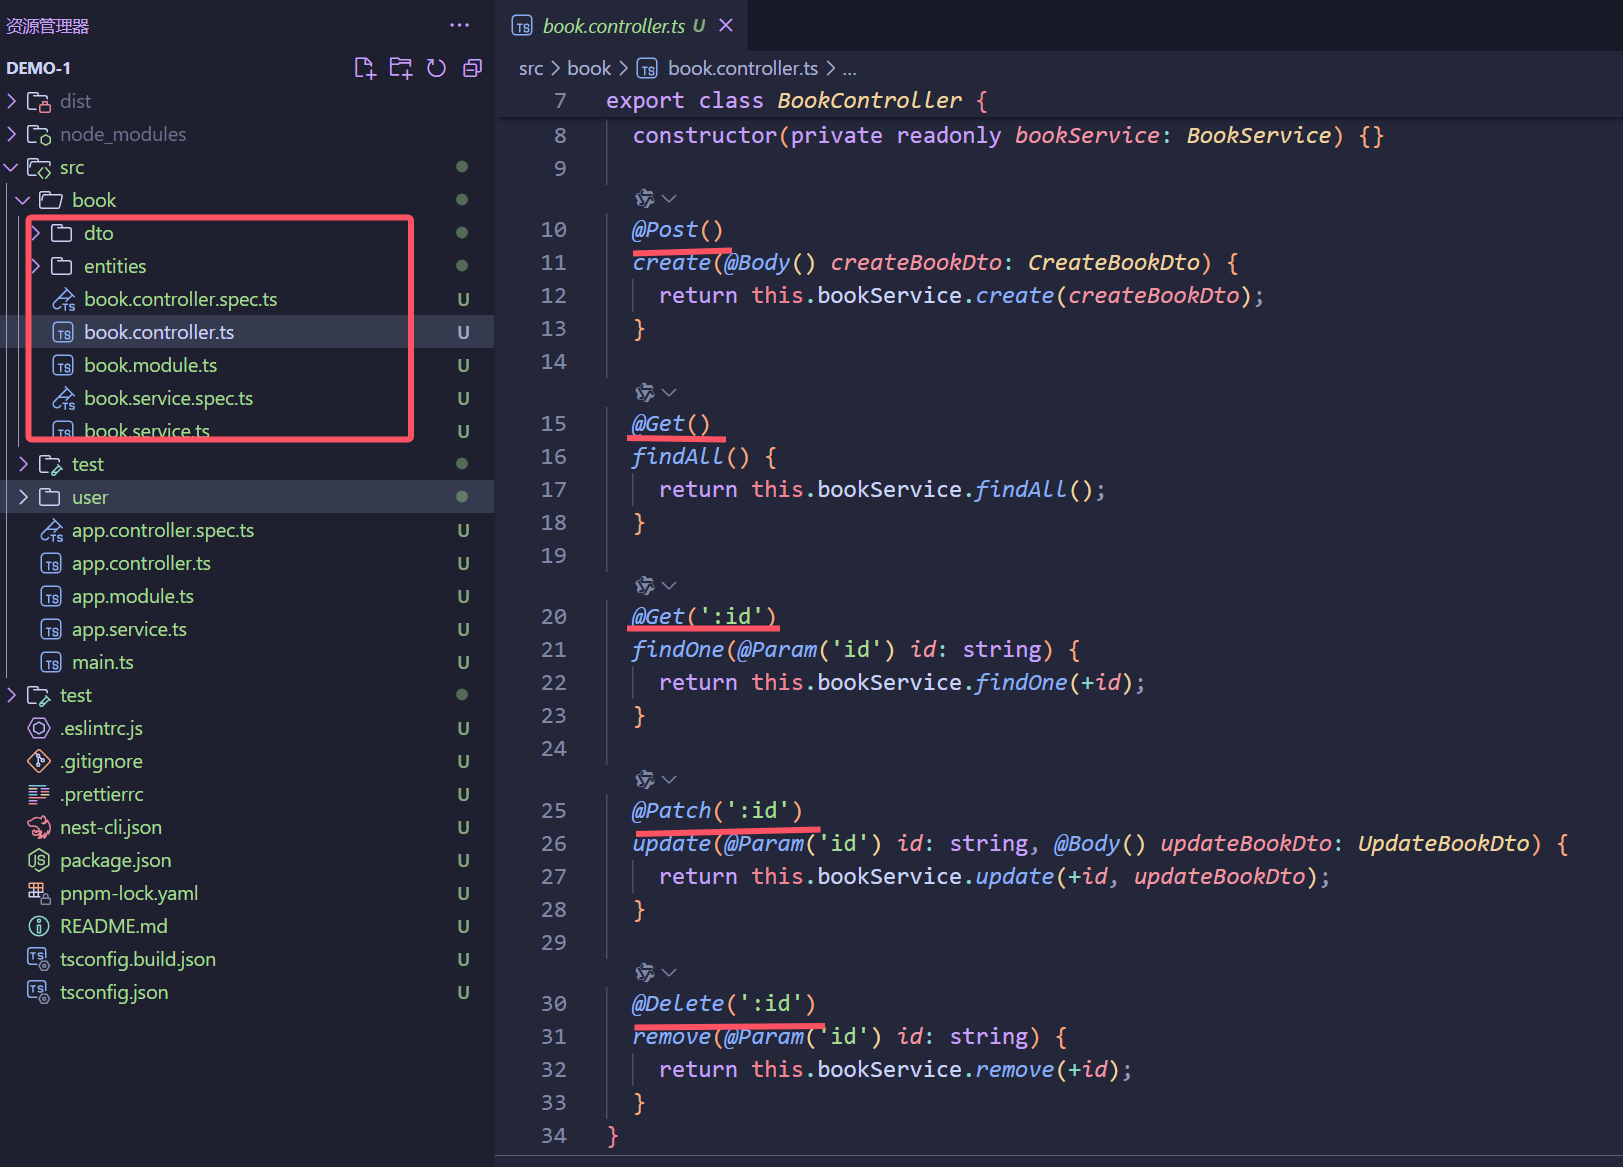 资源管理器
DEMO-1
dist
node_modules
src
book
dto
entities
book.controller.spec.ts U
book.controller.ts U
book.module.ts U
book.service.spec.ts U
book.service.ts U
test
user
app.controller.spec.ts U
app.controller.ts U
app.module.ts U
app.service.ts U
main.ts U
test
.eslintrc.js U
.gitignore U
.prettierrc U
nest-cli.json U
package.json U
pnpm-lock.yaml U
README.md U
tsconfig.build.json U
tsconfig.json U
TS book.controller.ts U
src > book > TS book.controller.ts > ...
7 export class BookController {
8 constructor(private readonly bookService: BookService) {}
9
10 @Post()
11 create(@Body() createBookDto: CreateBookDto) {
12 return this.bookService.create(createBookDto);
13 }
14
15 @Get()
16 findAll() {
17 return this.bookService.findAll();
18 }
19
20 @Get(':id')
21 findOne(@Param('id') id: string) {
22 return this.bookService.findOne(+id);
23 }
24
25 @Patch(':id')
26 update(@Param('id') id: string, @Body() updateBookDto: UpdateBookDto) {
27 return this.bookService.update(+id, updateBookDto);
28 }
29
30 @Delete(':id')
31 remove(@Param('id') id: string) {
32 return this.bookService.remove(+id);
33 }
34 }